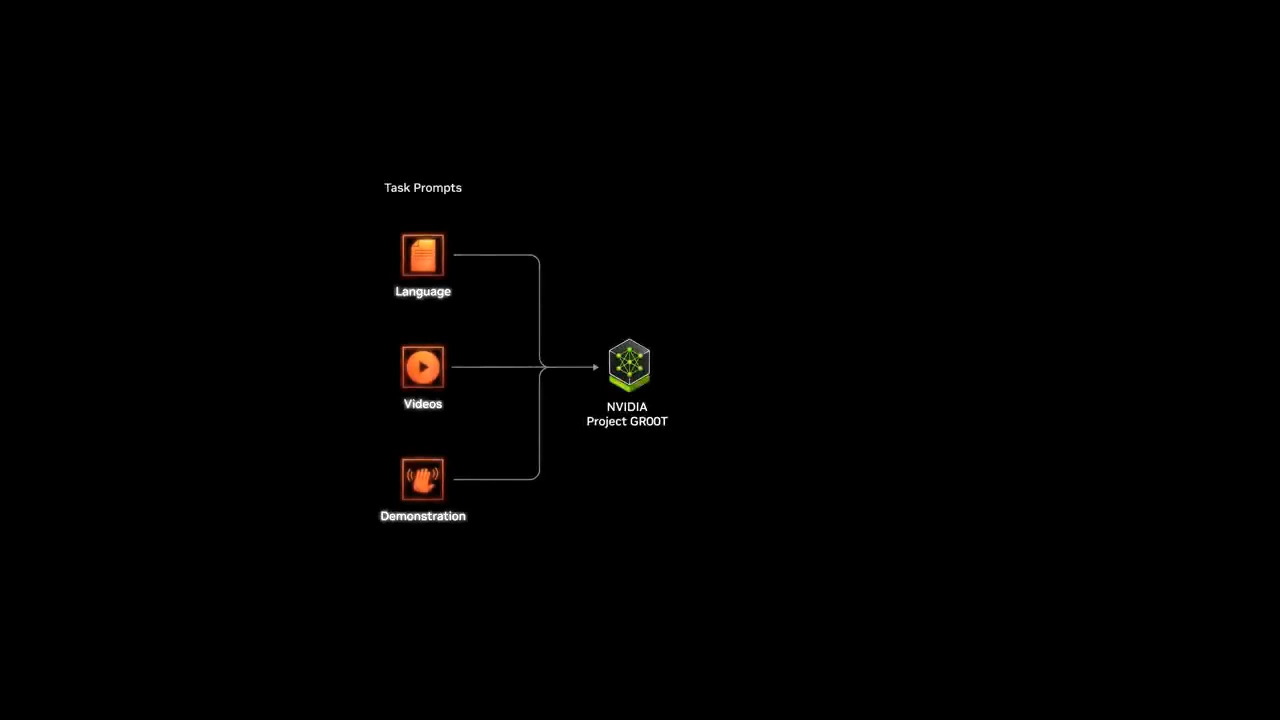 Task Prompts
Language
Videos
Demonstration
NVIDIA
Project GR00T